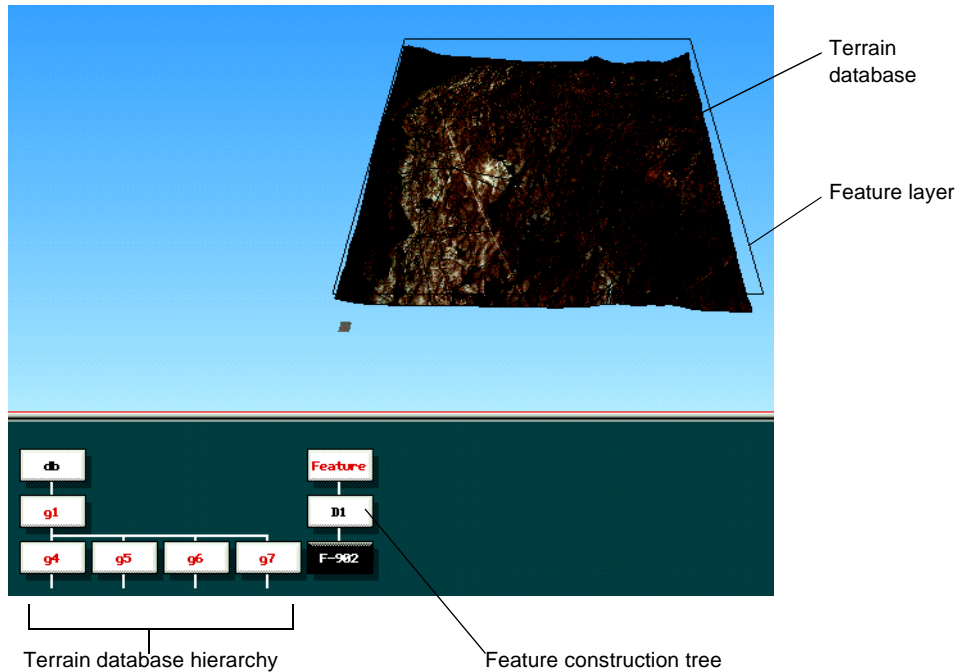 Terrain
database
Feature layer
db
Feature
g1
D1
g4
g5
g6
g7
F-902
Terrain database hierarchy
Feature construction tree